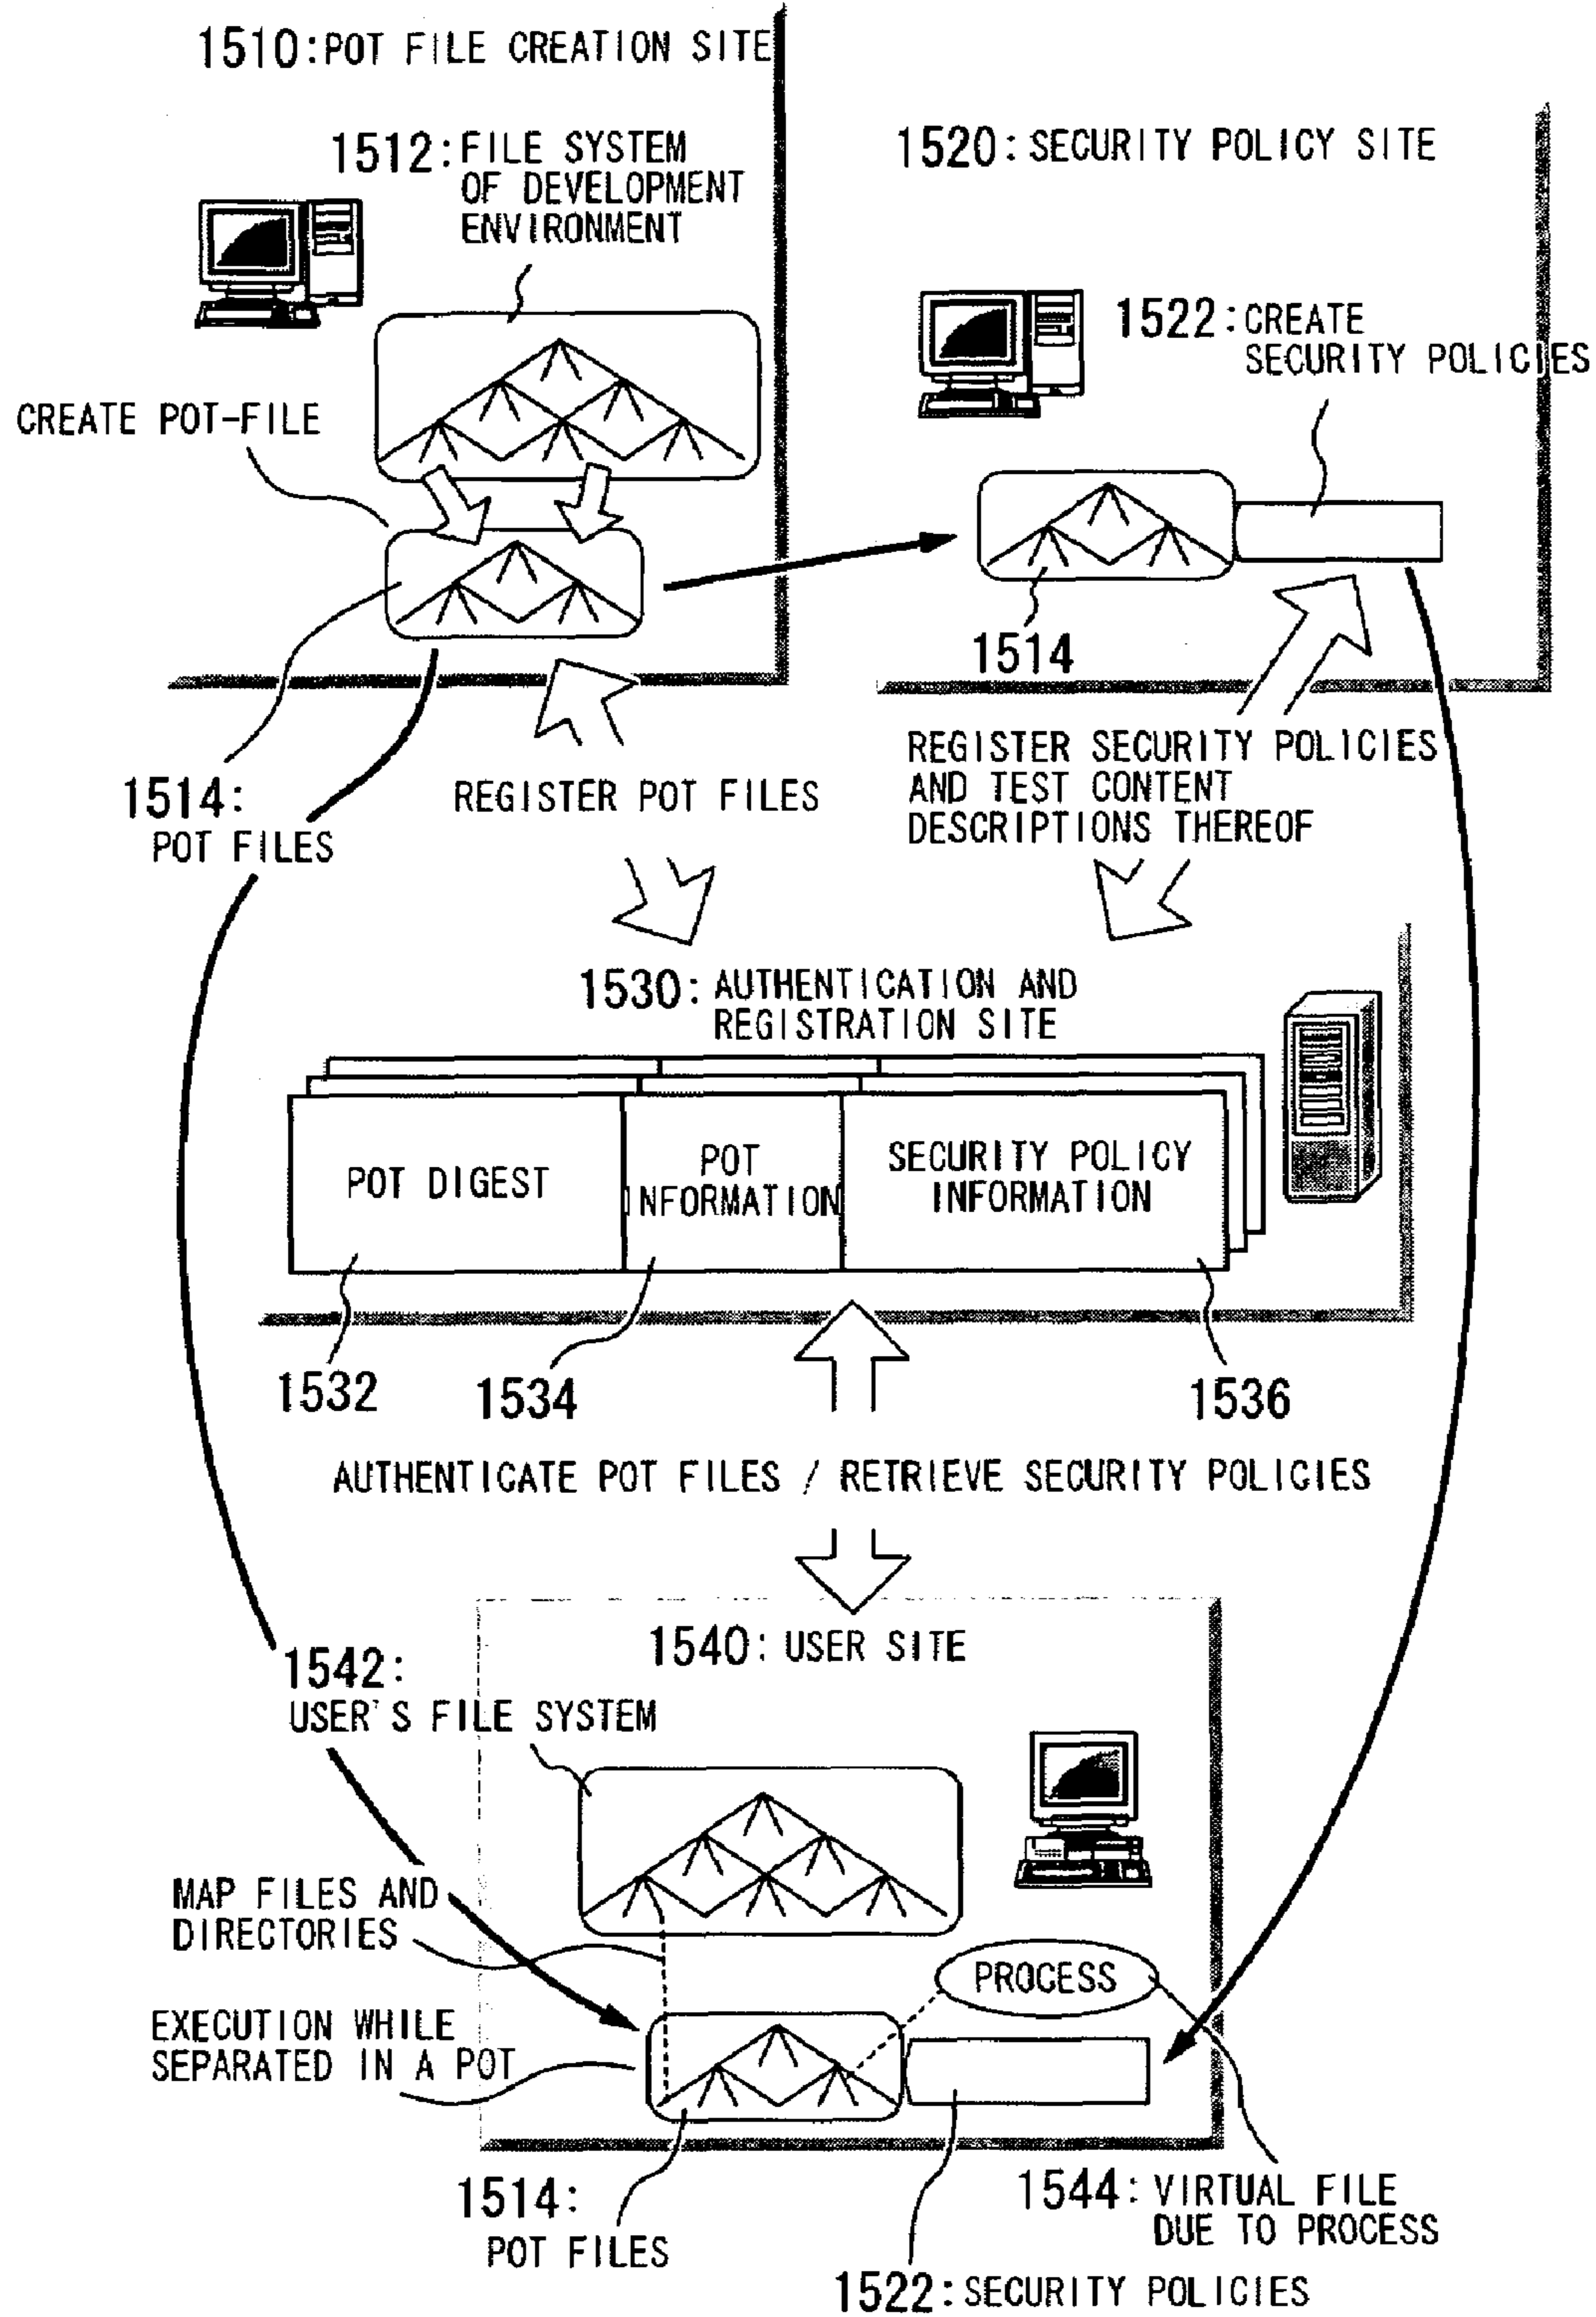 1510:POT FILE CREATION SITE
1512:FILE SYSTEM
OF DEVELOPMENT
ENVIRONMENT
CREATE POT-FILE
1520:SECURITY POLICY SITE
1522:CREATE
SECURITY POLICIES
1514
1514:
POT FILES
REGISTER POT FILES
REGISTER SECURITY POLICIES
AND TEST CONTENT
DESCRIPTIONS THEREOF
1530:AUTHENTICATION AND
REGISTRATION SITE
POT DIGEST
POT
INFORMATION
SECURITY POLICY
INFORMATION
1532
1534
1536
AUTHENTICATE POT FILES / RETRIEVE SECURITY POLICIES
1540:USER SITE
1542:
USER'S FILE SYSTEM
MAP FILES AND
DIRECTORIES
PROCESS
EXECUTION WHILE
SEPARATED IN A POT
1514:
POT FILES
1544:VIRTUAL FILE
DUE TO PROCESS
1522:SECURITY POLICIES